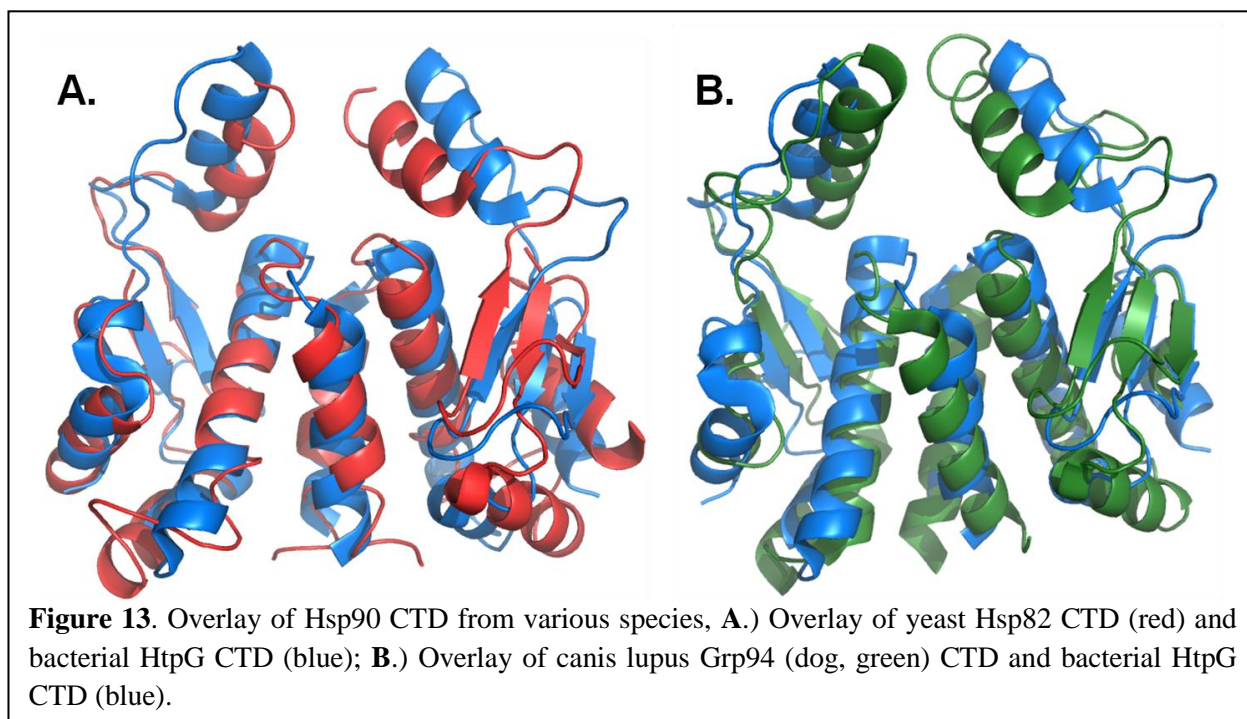 A.
B.
Figure 13. Overlay of Hsp90 CTD from various species, A.) Overlay of yeast Hsp82 CTD (red) and
bacterial HtpG CTD (blue); B.) Overlay of canis lupus Grp94 (dog, green) CTD and bacterial HtpG
CTD (blue).